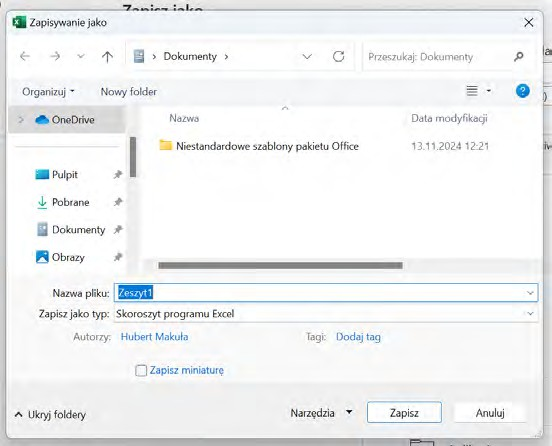 Zapisz jako
Zapisywanie jako
Dokumenty
Przeszukaj: Dokumenty
Organizuj
Nowy folder
OneDrive
Nazwa
Data modyfikacji
Niestandardowe szablony pakietu Office
13.11.2024 12:21
Pulpit
Pobrane
Dokumenty
Obrazy
Nazwa pliku:
Zeszyt1
Zapisz jako typ:
Skoroszyt programu Excel
Autorzy:
Hubert Makuła
Tagi:
Dodaj tag
Zapisz miniaturę
Ukryj foldery
Narzędzia
Zapisz
Anuluj